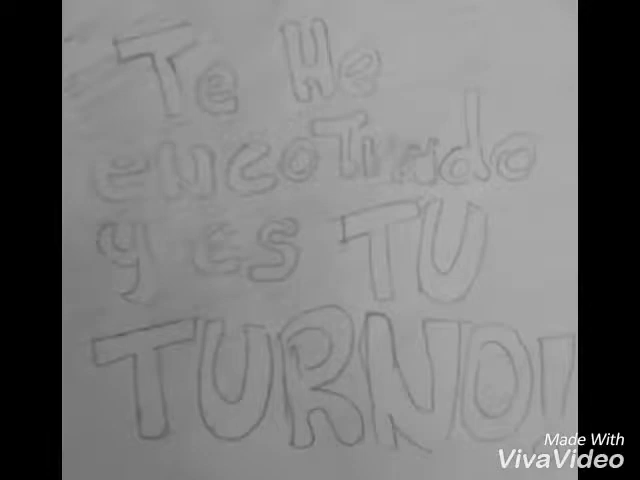 Te He
encoTrado
y es TU
TURNO!
Made With
VivaVideo